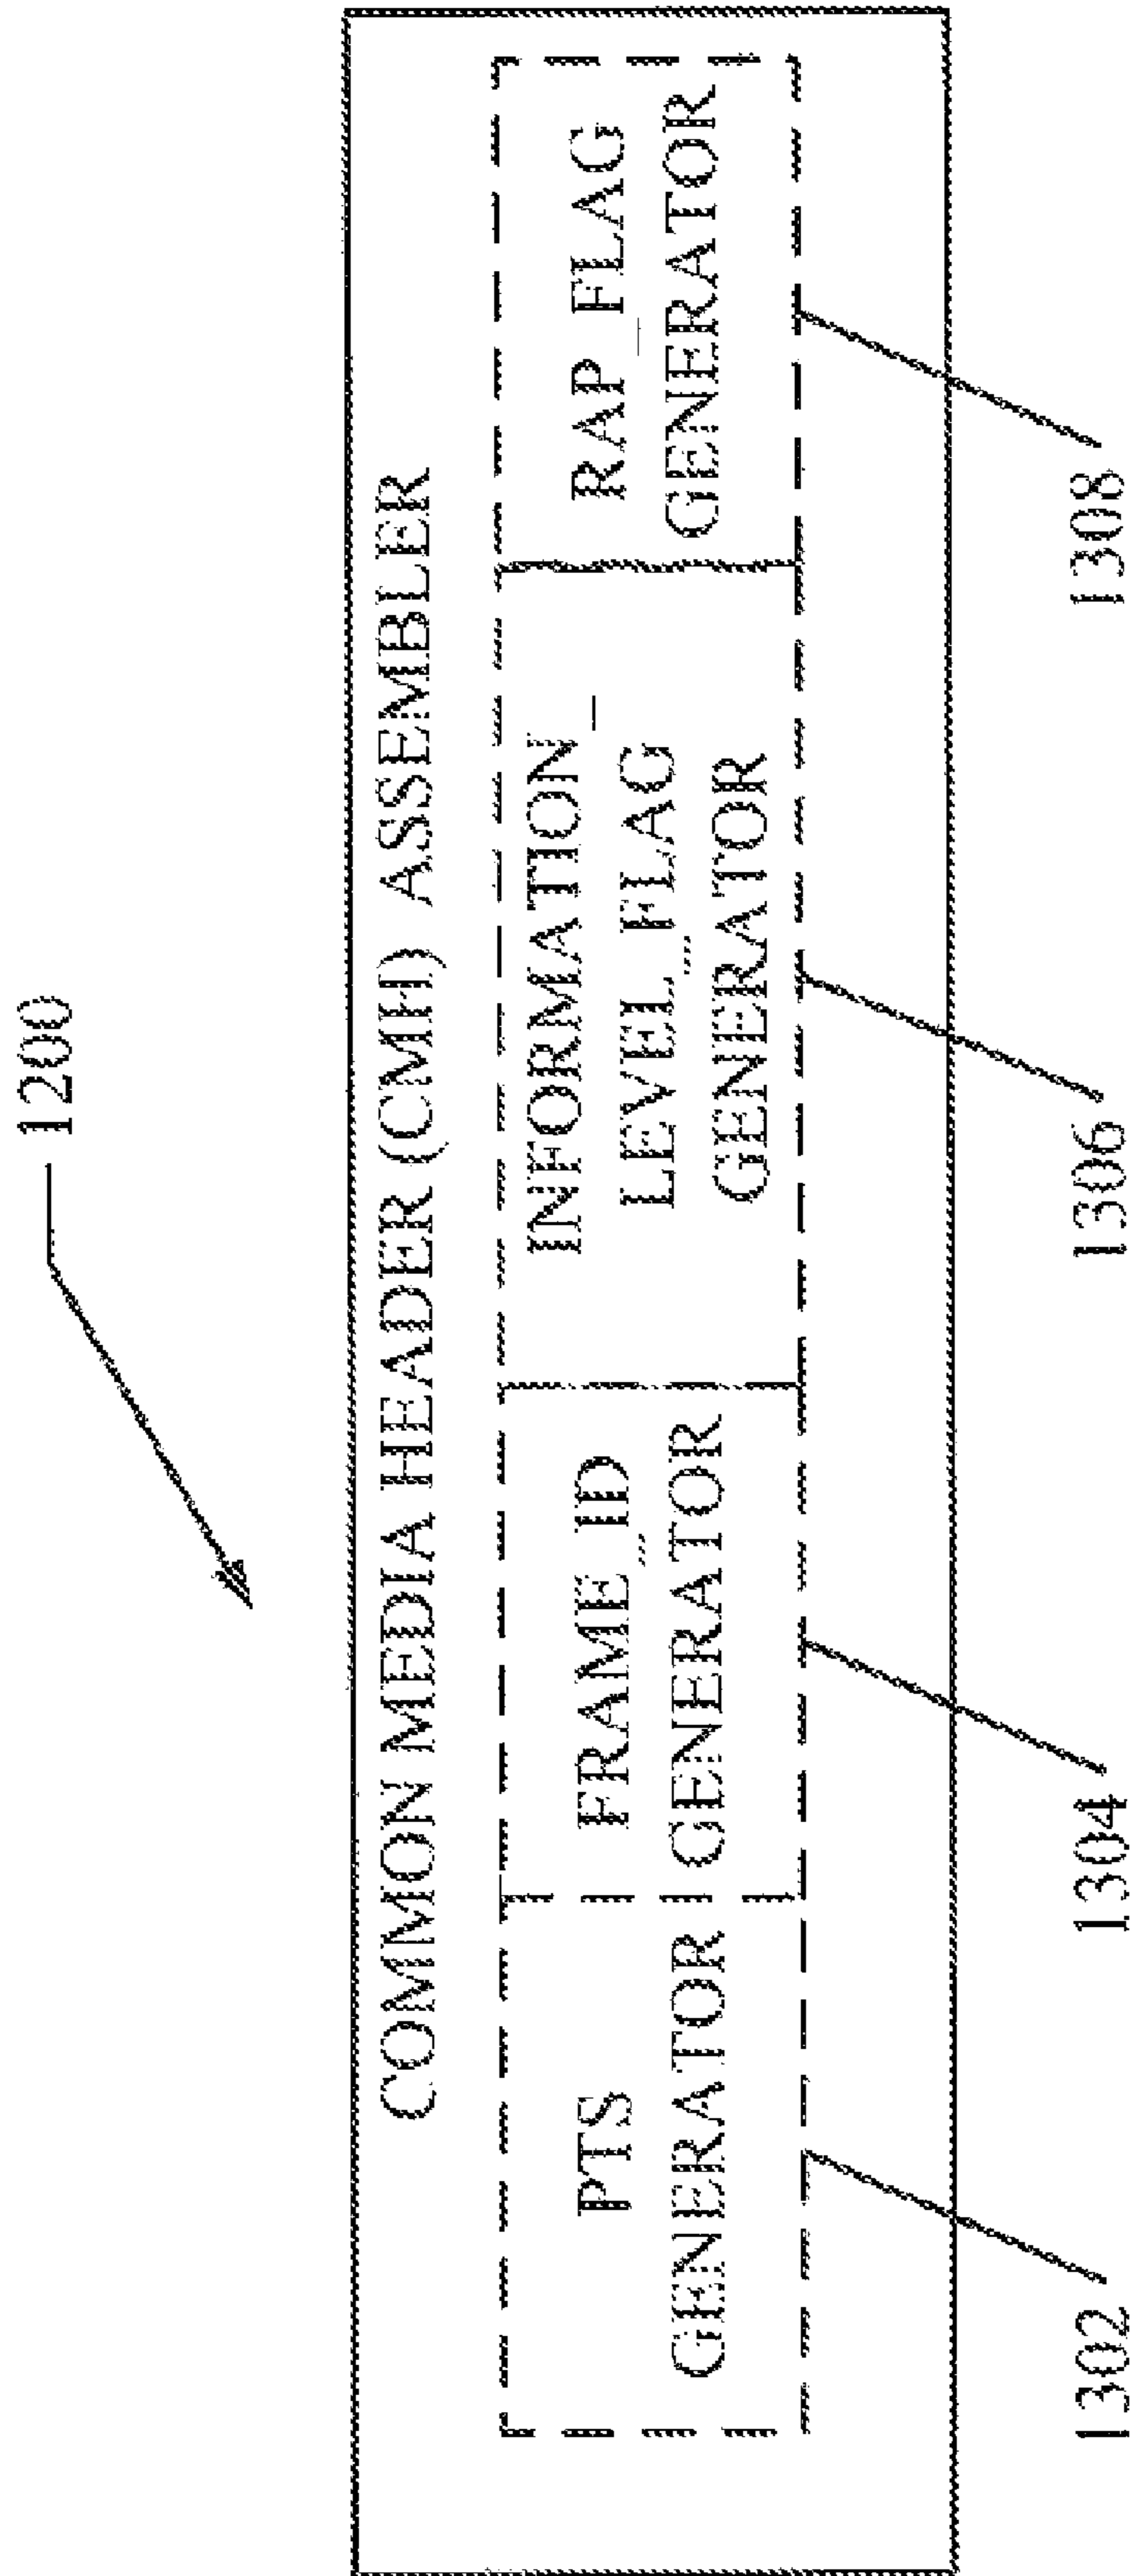 1200
COMMON MEDIA HEADER (CMH) ASSEMBLER
PTS
GENERATOR
FRAME_ID
GENERATOR
INFORMATION_
LEVEL_FLAG
GENERATOR
RAP_FLAG
GENERATOR
1302
1304
1306
1308